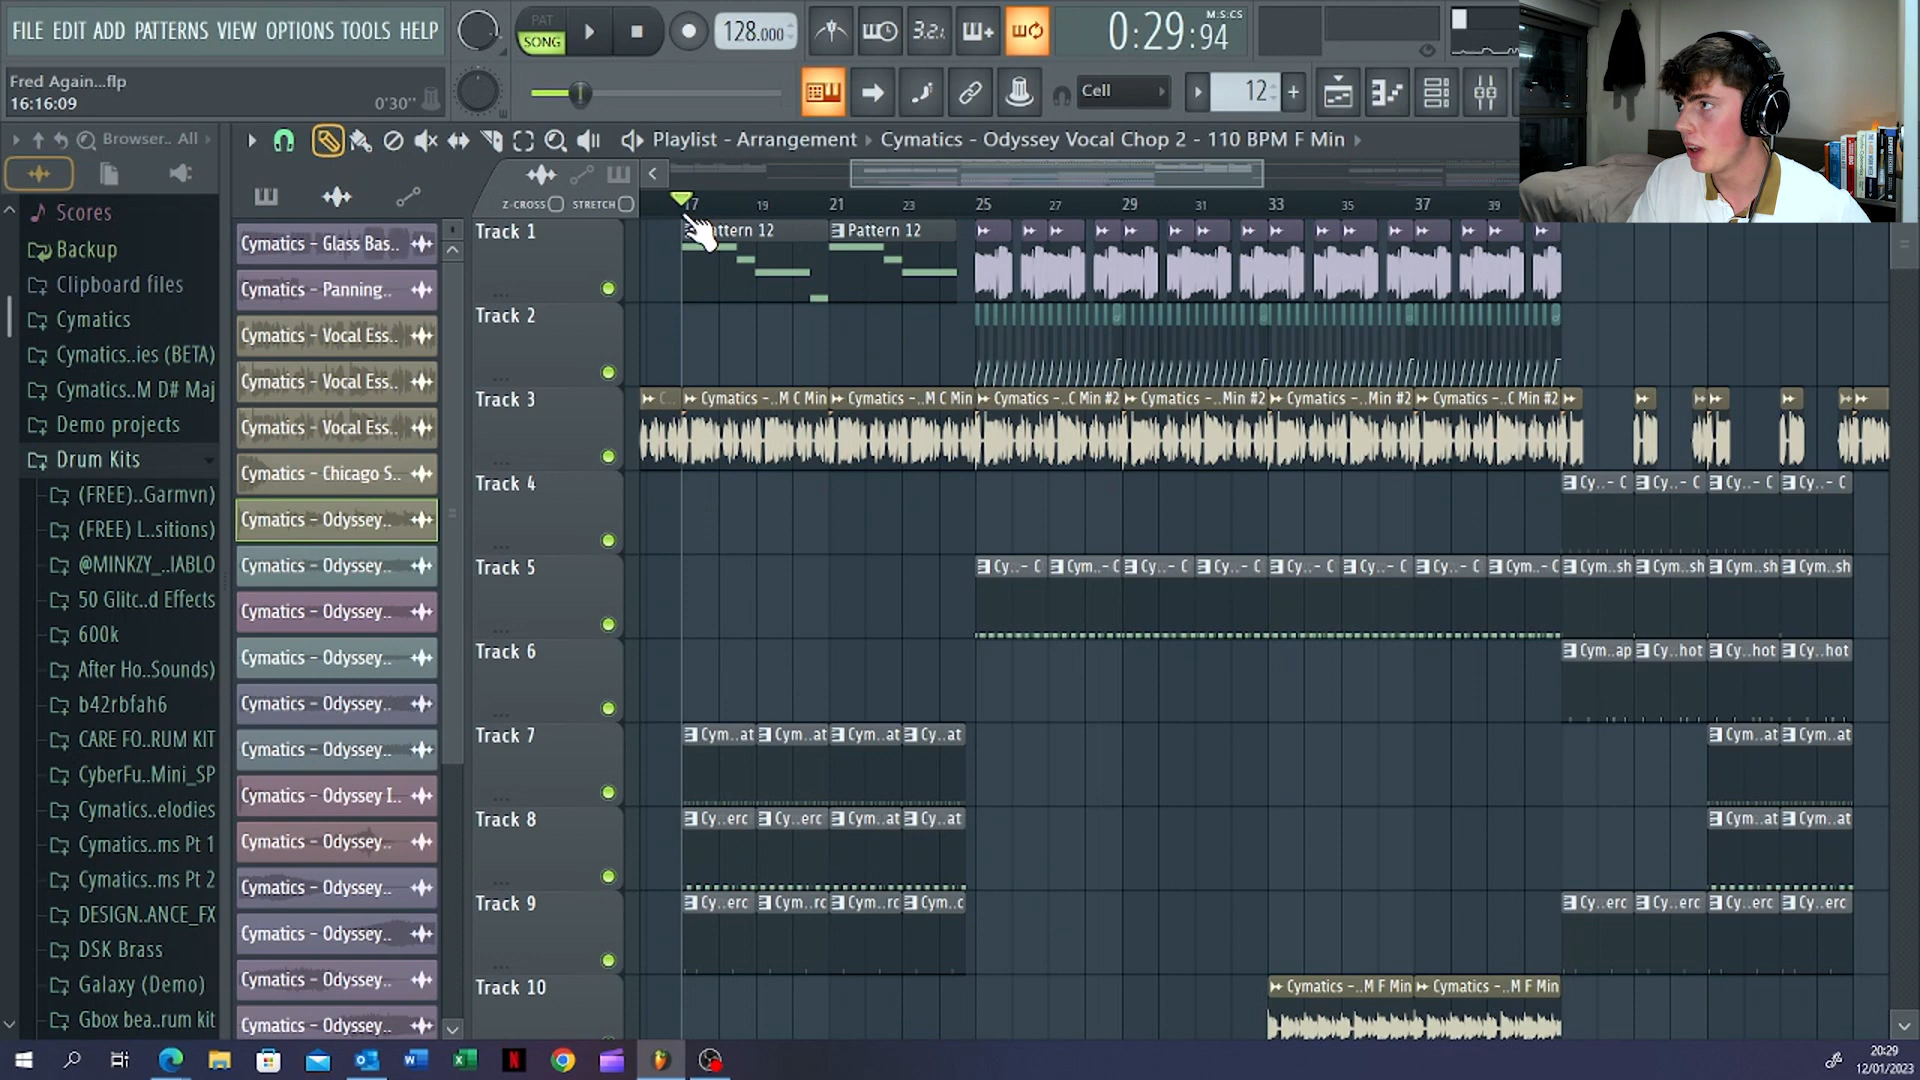 FILE EDIT ADD PATTERNS VIEW OPTIONS TOOLS HELP
PAT
SONG
128.000
3.2.
M:S:CS
0:29:94
Fred Again...flp
16:16:09
0'30''
Cell
12
Browser.. All
Playlist - Arrangement
Cymatics - Odyssey Vocal Chop 2 - 110 BPM F Min
Z-CROSS
STRETCH
17 19 21 23 25 27 29 31 33 35 37 39
Scores
Backup
Clipboard files
Cymatics
Cymatics..ies (BETA)
Cymatics..M D# Maj
Demo projects
Drum Kits
(FREE)..Garmvn)
(FREE) L..sitions)
@MINKZY_..IABLO
50 Glitc..d Effects
600k
After Ho..Sounds)
b42rbfah6
CARE FO..RUM KIT
CyberFu..Mini_SP
Cymatics..elodies
Cymatics..ms Pt 1
Cymatics..ms Pt 2
DESIGN..ANCE_FX
DSK Brass
Galaxy (Demo)
Gbox bea..rum kit
Cymatics - Glass Bas..
Cymatics - Panning..
Cymatics - Vocal Ess..
Cymatics - Vocal Ess..
Cymatics - Vocal Ess..
Cymatics - Chicago S..
Cymatics - Odyssey..
Cymatics - Odyssey..
Cymatics - Odyssey..
Cymatics - Odyssey..
Cymatics - Odyssey..
Cymatics - Odyssey..
Cymatics - Odyssey I..
Cymatics - Odyssey..
Cymatics - Odyssey..
Cymatics - Odyssey..
Cymatics - Odyssey..
Cymatics - Odyssey..
Track 1
attern 12
Pattern 12
Track 2
Track 3
C..
Cymatics -..M C Min
Cymatics -..M C Min
Cymatics -..C Min #2
Cymatics -..Min #2
Cymatics -..Min #2
Cymatics -..C Min #2
Track 4
Cy..- C
Cy..- C
Cy..- C
Cy..- C
Track 5
Cy..- C
Cym..- C
Cy..- C
Cy..- C
Cy..- C
Cy..- C
Cy..- C
Cym..- C
Cym..sh
Cym..sh
Cym..sh
Cym..sh
Track 6
Cym..ap
Cy..hot
Cy..hot
Cy..hot
Track 7
Cym..at
Cym..at
Cym..at
Cy..at
Cym..at
Cym..at
Track 8
Cy..erc
Cy..erc
Cym..at
Cy..at
Cym..at
Cym..at
Track 9
Cy..erc
Cym..rc
Cym..rc
Cym..c
Cy..erc
Cy..erc
Cy..erc
Cy..erc
Track 10
Cymatics -..M F Min
Cymatics -..M F Min
20:29
12/01/2023